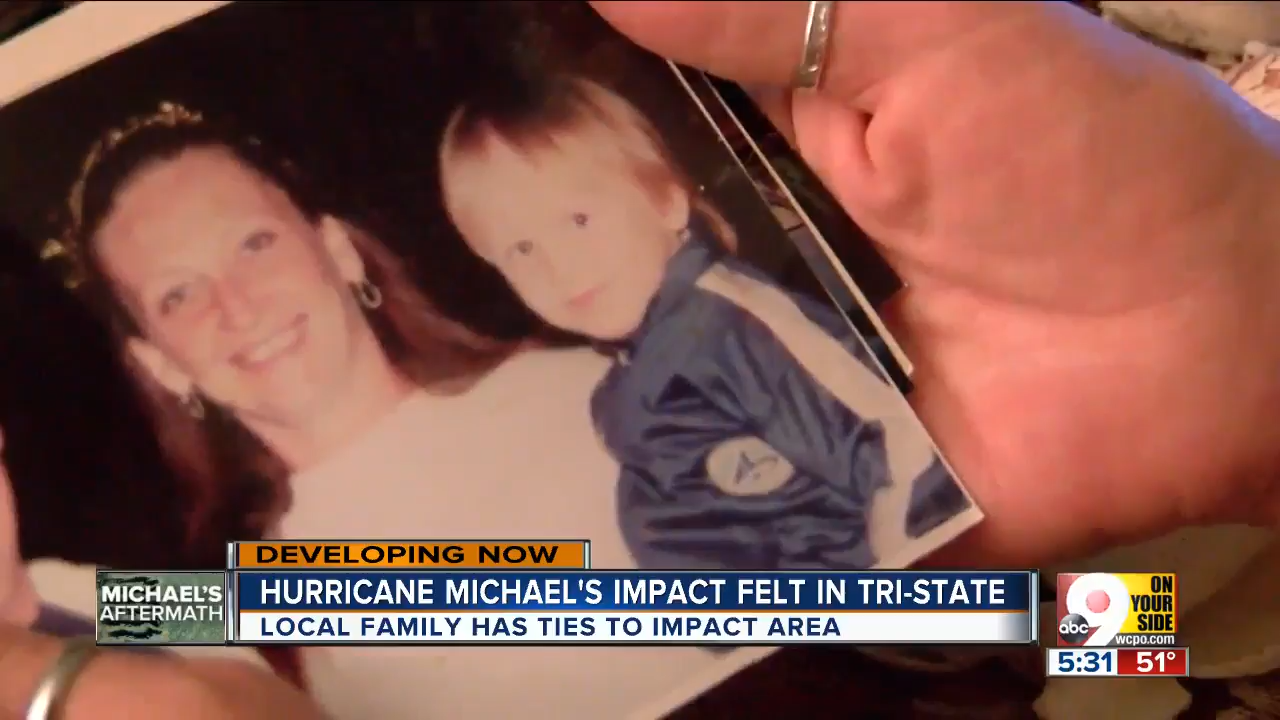 DEVELOPING NOW
MICHAEL'S
AFTERMATH
HURRICANE MICHAEL'S IMPACT FELT IN TRI-STATE
LOCAL FAMILY HAS TIES TO IMPACT AREA
abc 9 ON
YOUR
SIDE
wcpo.com
5:31 51°